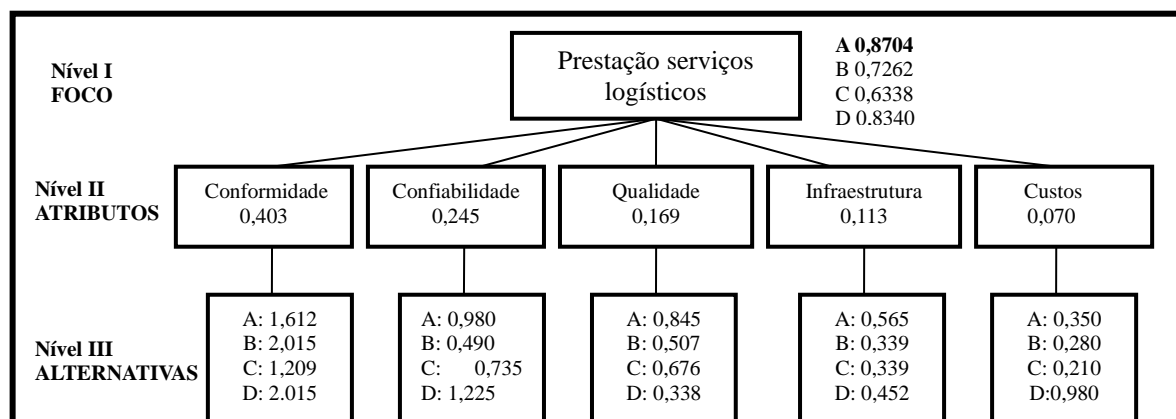 Nível I
FOCO
Prestação serviços
logísticos
A 0,8704
B 0,7262
C 0,6338
D 0.8340
Nível II
ATRIBUTOS
Conformidade
0,403
Confiabilidade
0,245
Qualidade
0,169
Infraestrutura
0,113
Custos
0,070
Nível III
ALTERNATIVAS
A: 1,612
B: 2,015
C: 1,209
D: 2.015
A: 0,980
B: 0,490
C: 0,735
D: 1,225
A: 0,845
B: 0,507
C: 0,676
D: 0,338
A: 0,565
B: 0,339
C: 0,339
D: 0,452
A: 0,350
B: 0,280
C: 0,210
D:0,980